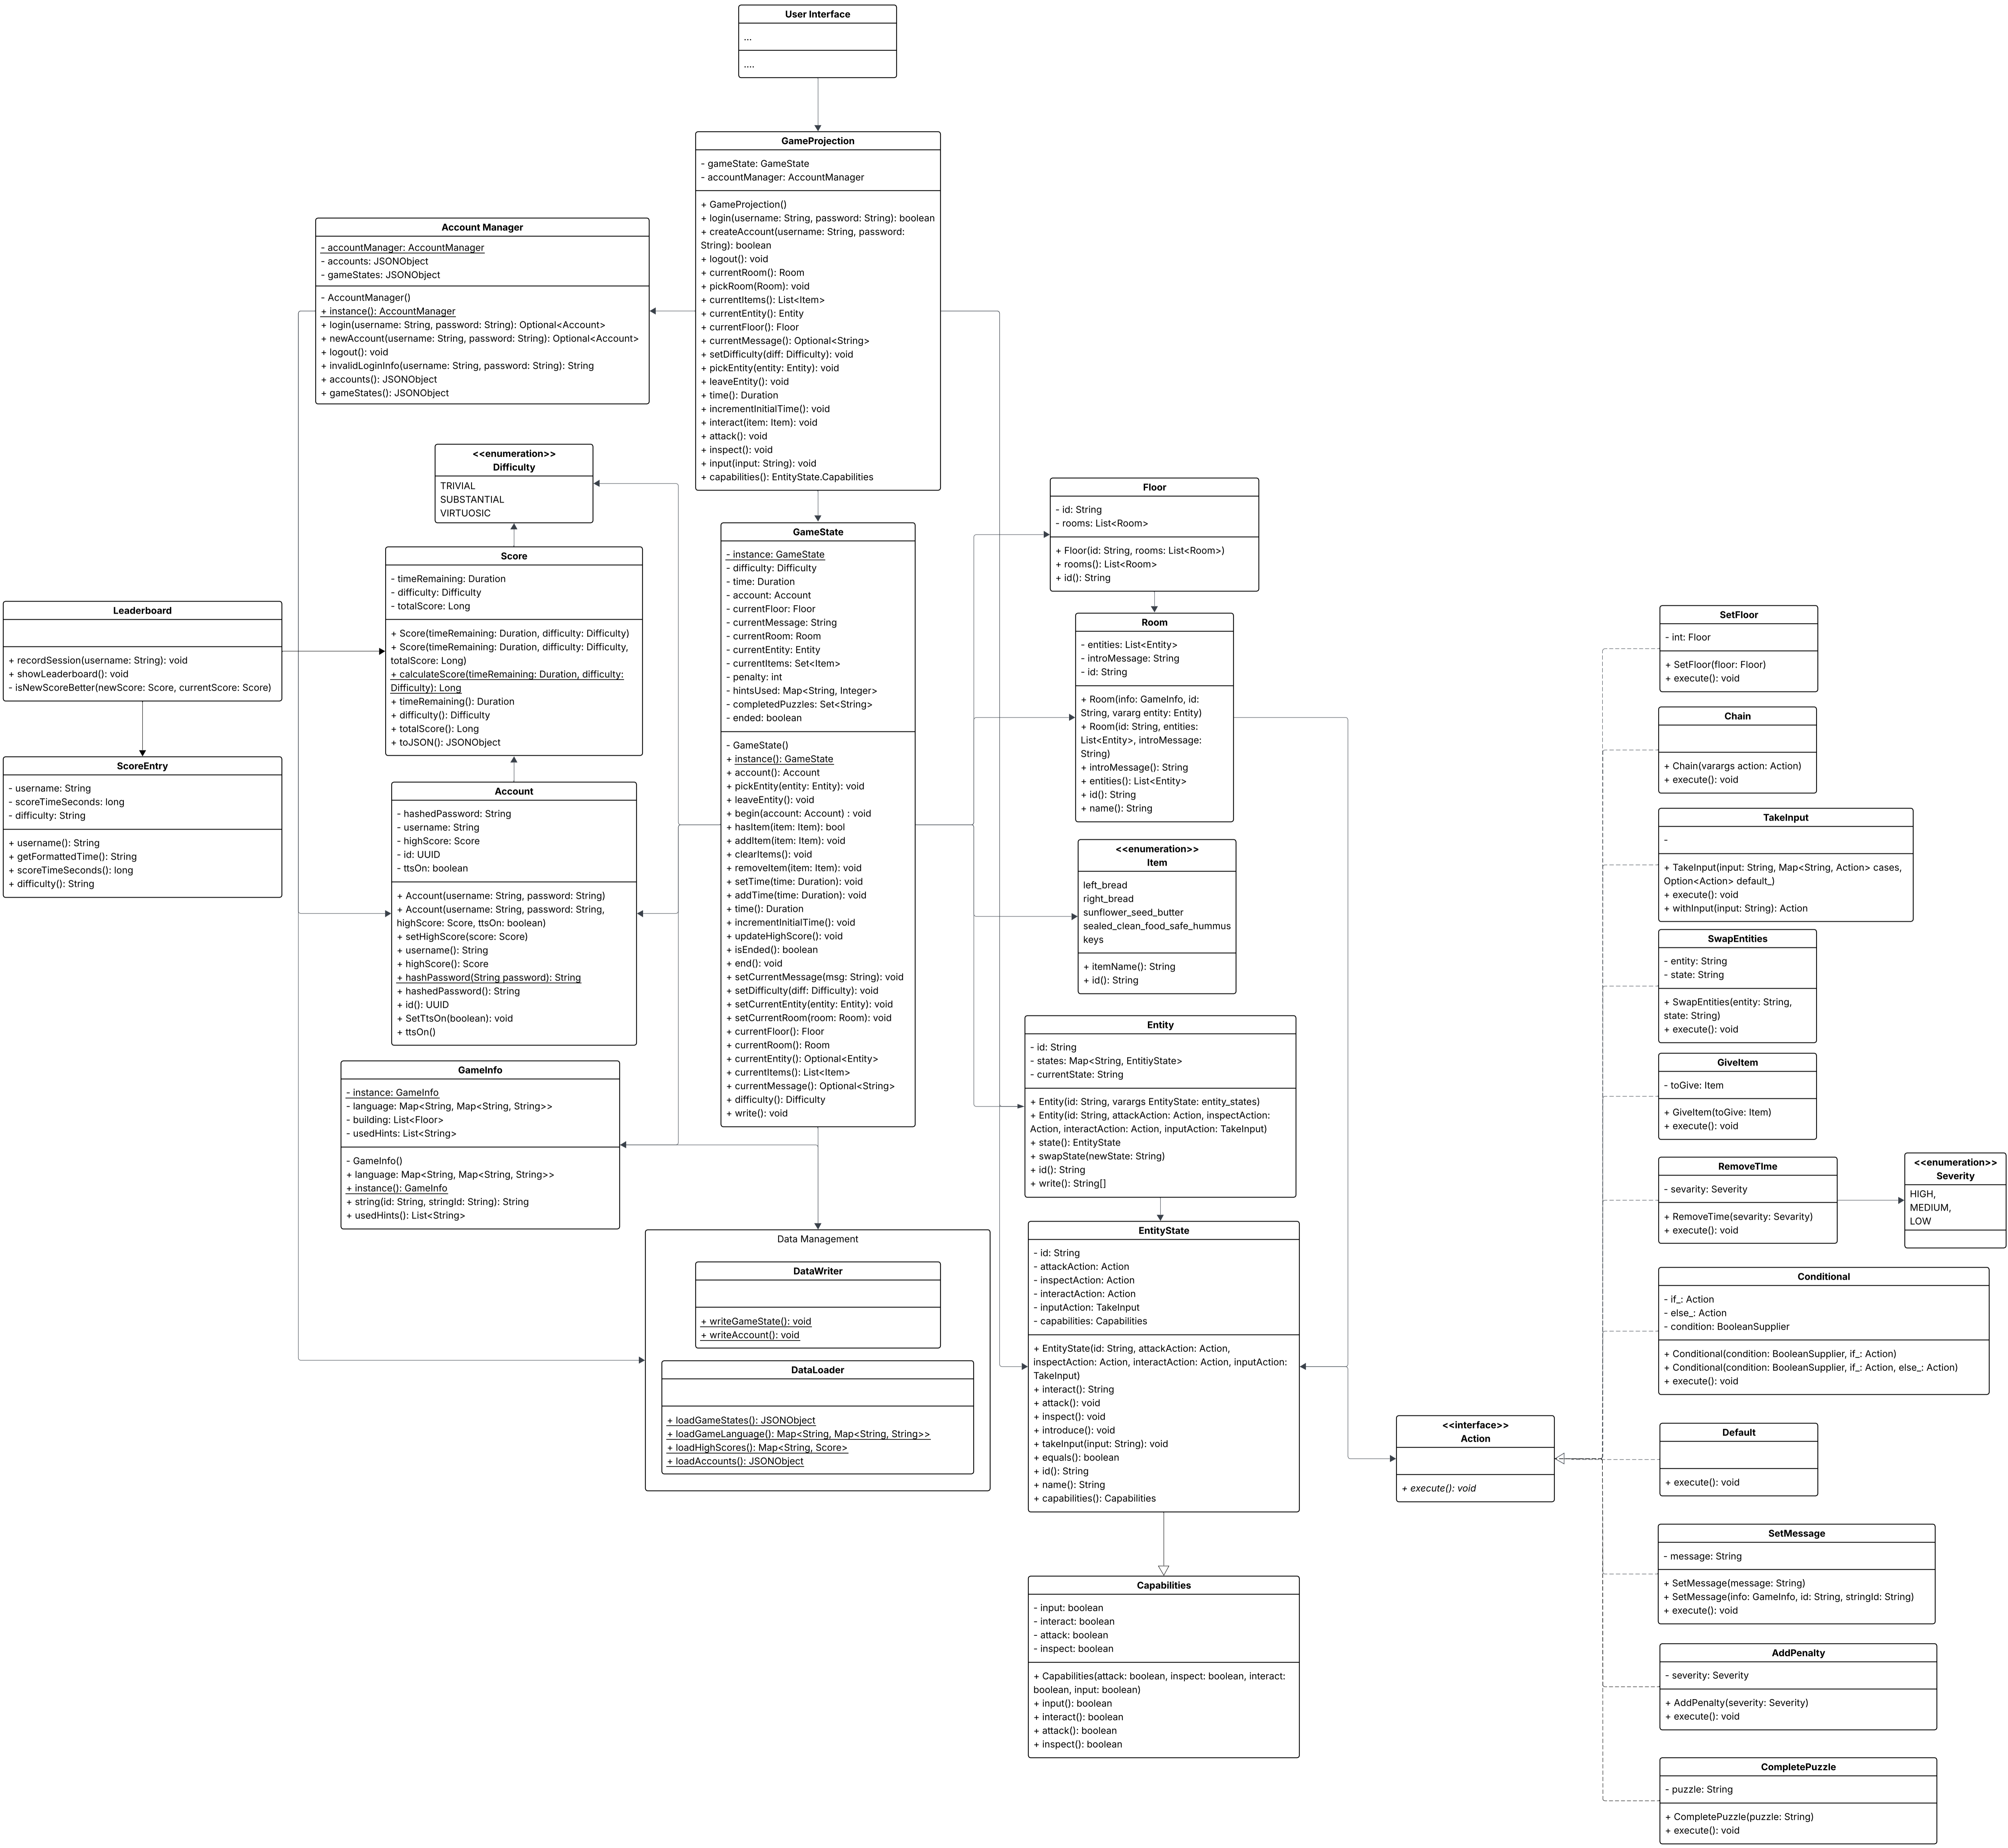 User Interface
...
....
GameProjection
- gameState: GameState
- accountManager: AccountManager
+ GameProjection()
+ login(username: String, password: String): boolean
+ createAccount(username: String, password:
String): boolean
+ logout(): void
+ currentRoom(): Room
+ pickRoom(Room): void
+ currentItems(): List<Item>
+ currentEntity(): Entity
+ currentFloor(): Floor
+ currentMessage(): Optional<String>
+ setDifficulty(diff: Difficulty): void
+ pickEntity(entity: Entity): void
+ leaveEntity(): void
+ time(): Duration
+ incrementInitialTime(): void
+ interact(item: Item): void
+ attack(): void
+ inspect(): void
+ input(input: String): void
+ capabilities(): EntityState.Capabilities
Account Manager
- accountManager: AccountManager
- accounts: JSONObject
- gameStates: JSONObject
- AccountManager()
+ instance(): AccountManager
+ login(username: String, password: String): Optional<Account>
+ newAccount(username: String, password: String): Optional<Account>
+ logout(): void
+ invalidLoginInfo(username: String, password: String): String
+ accounts(): JSONObject
+ gameStates(): JSONObject
<<enumeration>>
Difficulty
TRIVIAL
SUBSTANTIAL
VIRTUOSIC
Score
- timeRemaining: Duration
- difficulty: Difficulty
- totalScore: Long
+ Score(timeRemaining: Duration, difficulty: Difficulty)
+ Score(timeRemaining: Duration, difficulty: Difficulty,
totalScore: Long)
+ calculateScore(timeRemaining: Duration, difficulty:
Difficulty): Long
+ timeRemaining(): Duration
+ difficulty(): Difficulty
+ totalScore(): Long
+ toJSON(): JSONObject
Leaderboard
+ recordSession(username: String): void
+ showLeaderboard(): void
- isNewScoreBetter(newScore: Score, currentScore: Score)
ScoreEntry
- username: String
- scoreTimeSeconds: long
- difficulty: String
+ username(): String
+ getFormattedTime(): String
+ scoreTimeSeconds(): long
+ difficulty(): String
Account
- hashedPassword: String
- username: String
- highScore: Score
- id: UUID
- ttsOn: boolean
+ Account(username: String, password: String)
+ Account(username: String, password: String,
highScore: Score, ttsOn: boolean)
+ setHighScore(score: Score)
+ username(): String
+ highScore(): Score
+ hashPassword(String password): String
+ hashedPassword(): String
+ id(): UUID
+ SetTtsOn(boolean): void
+ ttsOn()
GameInfo
- instance: GameInfo
- language: Map<String, Map<String, String>>
- building: List<Floor>
- usedHints: List<String>
- GameInfo()
+ language: Map<String, Map<String, String>>
+ instance(): GameInfo
+ string(id: String, stringId: String): String
+ usedHints(): List<String>
GameState
- instance: GameState
- difficulty: Difficulty
- time: Duration
- account: Account
- currentFloor: Floor
- currentMessage: String
- currentRoom: Room
- currentEntity: Entity
- currentItems: Set<Item>
- penalty: int
- hintsUsed: Map<String, Integer>
- completedPuzzles: Set<String>
- ended: boolean
- GameState()
+ instance(): GameState
+ account(): Account
+ pickEntity(entity: Entity): void
+ leaveEntity(): void
+ begin(account: Account) : void
+ hasItem(item: Item): bool
+ addItem(item: Item): void
+ clearItems(): void
+ removeItem(item: Item): void
+ setTime(time: Duration): void
+ addTime(time: Duration): void
+ time(): Duration
+ incrementInitialTime(): void
+ updateHighScore(): void
+ isEnded(): boolean
+ end(): void
+ setCurrentMessage(msg: String): void
+ setDifficulty(diff: Difficulty): void
+ setCurrentEntity(entity: Entity): void
+ setCurrentRoom(room: Room): void
+ currentFloor(): Floor
+ currentRoom(): Room
+ currentEntity(): Optional<Entity>
+ currentItems(): List<Item>
+ currentMessage(): Optional<String>
+ difficulty(): Difficulty
+ write(): void
Data Management
DataWriter
+ writeGameState(): void
+ writeAccount(): void
DataLoader
+ loadGameStates(): JSONObject
+ loadGameLanguage(): Map<String, Map<String, String>>
+ loadHighScores(): Map<String, Score>
+ loadAccounts(): JSONObject
Floor
- id: String
- rooms: List<Room>
+ Floor(id: String, rooms: List<Room>)
+ rooms(): List<Room>
+ id(): String
Room
- entities: List<Entity>
- introMessage: String
- id: String
+ Room(info: GameInfo, id:
String, vararg entity: Entity)
+ Room(id: String, entities:
List<Entity>, introMessage:
String)
+ introMessage(): String
+ entities(): List<Entity>
+ id(): String
+ name(): String
<<enumeration>>
Item
left_bread
right_bread
sunflower_seed_butter
sealed_clean_food_safe_hummus
keys
+ itemName(): String
+ id(): String
Entity
- id: String
- states: Map<String, EntitiyState>
- currentState: String
+ Entity(id: String, varargs EntityState: entity_states)
+ Entity(id: String, attackAction: Action, inspectAction:
Action, interactAction: Action, inputAction: TakeInput)
+ state(): EntityState
+ swapState(newState: String)
+ id(): String
+ write(): String[]
EntityState
- id: String
- attackAction: Action
- inspectAction: Action
- interactAction: Action
- inputAction: TakeInput
- capabilities: Capabilities
+ EntityState(id: String, attackAction: Action,
inspectAction: Action, interactAction: Action, inputAction:
TakeInput)
+ interact(): String
+ attack(): void
+ inspect(): void
+ introduce(): void
+ takeInput(input: String): void
+ equals(): boolean
+ id(): String
+ name(): String
+ capabilities(): Capabilities
Capabilities
- input: boolean
- interact: boolean
- attack: boolean
- inspect: boolean
+ Capabilities(attack: boolean, inspect: boolean, interact:
boolean, input: boolean)
+ input(): boolean
+ interact(): boolean
+ attack(): boolean
+ inspect(): boolean
<<interface>>
Action
+ execute(): void
SetFloor
- int: Floor
+ SetFloor(floor: Floor)
+ execute(): void
Chain
+ Chain(varargs action: Action)
+ execute(): void
TakeInput
-
+ TakeInput(input: String, Map<String, Action> cases,
Option<Action> default_)
+ execute(): void
+ withInput(input: String): Action
SwapEntities
- entity: String
- state: String
+ SwapEntities(entity: String,
state: String)
+ execute(): void
GiveItem
- toGive: Item
+ GiveItem(toGive: Item)
+ execute(): void
RemoveTIme
- sevarity: Severity
+ RemoveTime(sevarity: Sevarity)
+ execute(): void
<<enumeration>>
Severity
HIGH,
MEDIUM,
LOW
Conditional
- if_: Action
- else_: Action
- condition: BooleanSupplier
+ Conditional(condition: BooleanSupplier, if_: Action)
+ Conditional(condition: BooleanSupplier, if_: Action, else_: Action)
+ execute(): void
Default
+ execute(): void
SetMessage
- message: String
+ SetMessage(message: String)
+ SetMessage(info: GameInfo, id: String, stringId: String)
+ execute(): void
AddPenalty
- severity: Severity
+ AddPenalty(severity: Severity)
+ execute(): void
CompletePuzzle
- puzzle: String
+ CompletePuzzle(puzzle: String)
+ execute(): void